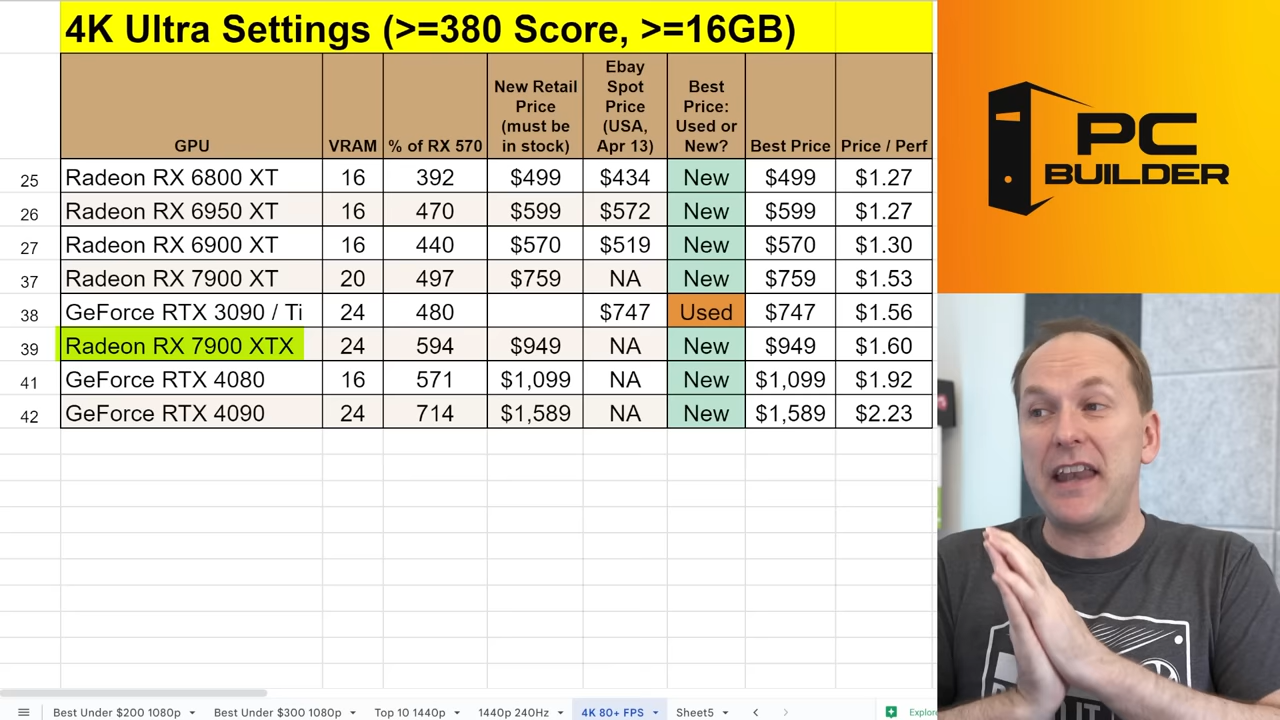 4K Ultra Settings (>=380 Score, >=16GB)
GPU VRAM % of RX 570 New Retail Price (must be in stock) Ebay Spot Price (USA, Apr 13) Best Price: Used or New? Best Price Price / Perf
25 Radeon RX 6800 XT 16 392 $499 $434 New $499 $1.27
26 Radeon RX 6950 XT 16 470 $599 $572 New $599 $1.27
27 Radeon RX 6900 XT 16 440 $570 $519 New $570 $1.30
37 Radeon RX 7900 XT 20 497 $759 NA New $759 $1.53
38 GeForce RTX 3090 / Ti 24 480 $747 Used $747 $1.56
39 Radeon RX 7900 XTX 24 594 $949 NA New $949 $1.60
41 GeForce RTX 4080 16 571 $1,099 NA New $1,099 $1.92
42 GeForce RTX 4090 24 714 $1,589 NA New $1,589 $2.23
Best Under $200 1080p Best Under $300 1080p Top 10 1440p 1440p 240Hz 4K 80+ FPS Sheet5 Explore
PC
BUILDER